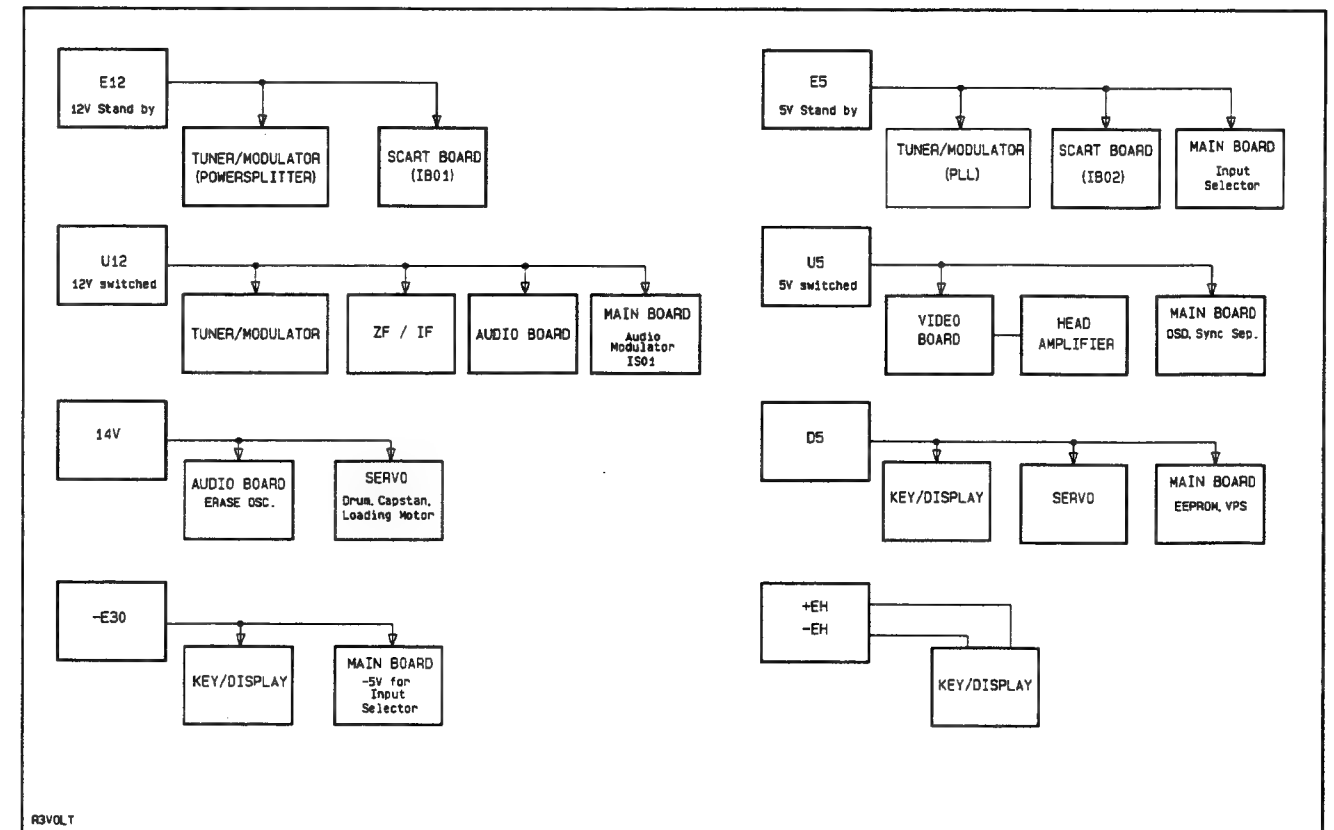 E12
12V Stand by
TUNER/MODULATOR
(POWERSPLITTER)
SCART BOARD
(IB01)
E5
5V Stand by
TUNER/MODULATOR
(PLL)
SCART BOARD
(IB02)
MAIN BOARD
Input
Selector
U12
12V switched
TUNER/MODULATOR
ZF / IF
AUDIO BOARD
MAIN BOARD
Audio
Modulator
IS01
U5
5V switched
VIDEO
BOARD
HEAD
AMPLIFIER
MAIN BOARD
OSD, Sync Sep.
14V
AUDIO BOARD
ERASE OSC.
SERVO
Drum, Capstan,
Loading Motor
D5
KEY/DISPLAY
SERVO
MAIN BOARD
EEPROM, VPS
-E30
KEY/DISPLAY
MAIN BOARD
-5V for
Input
Selector
+EH
-EH
KEY/DISPLAY
R3VOLT